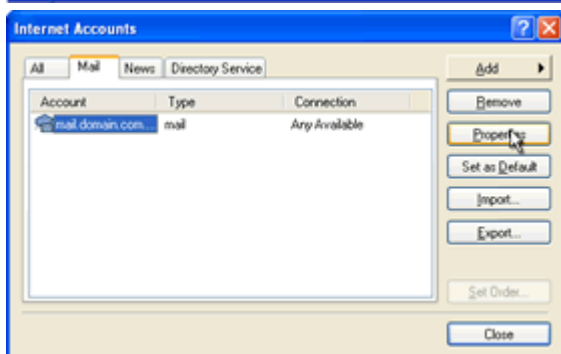 Internet Accounts
All Mail News Directory Service
Add
Account Type Connection
Remove
mail.domain.com... mail Any Available
Properties
Set as Default
Import...
Export...
Set Order...
Close